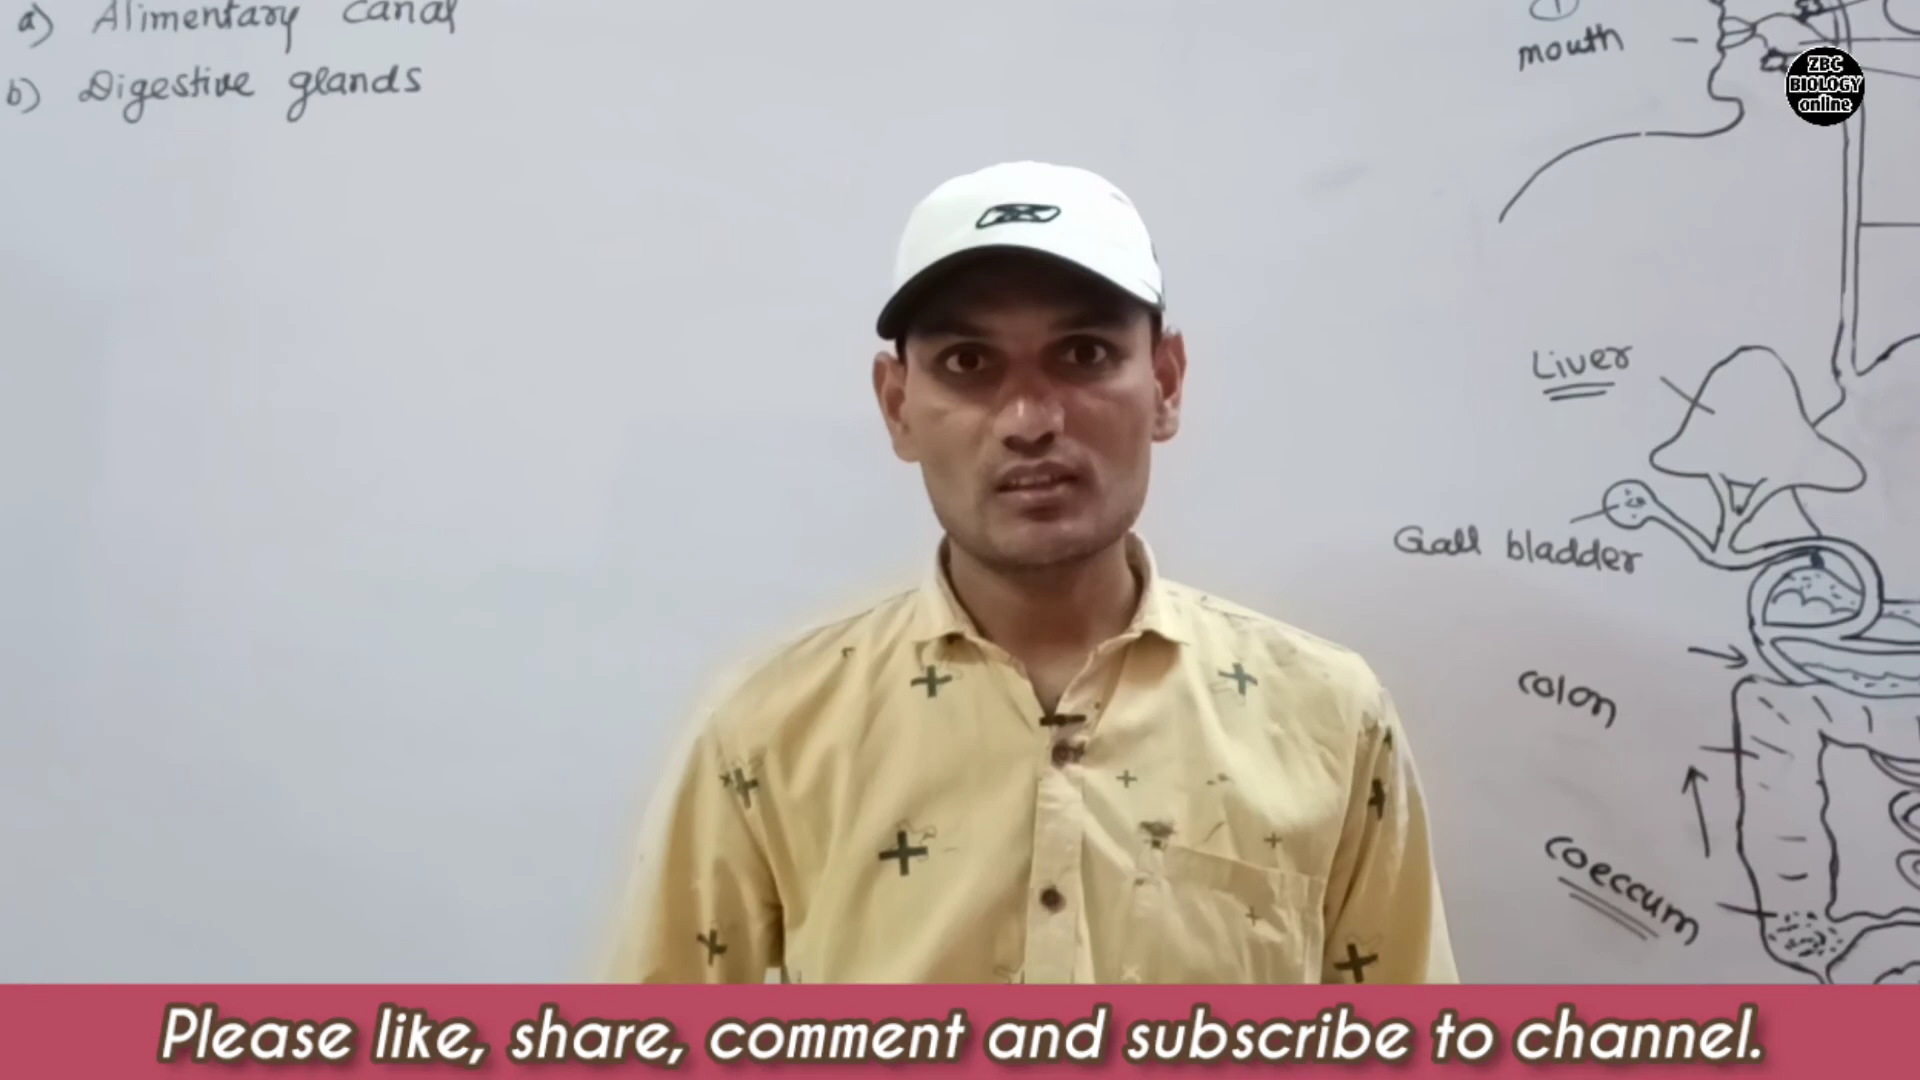 a) Alimentary canal
b) Digestive glands
1
mouth
ZBC
BIOLOGY
online
Liver
Gall bladder
colon
coeccum
Please like, share, comment and subscribe to channel.